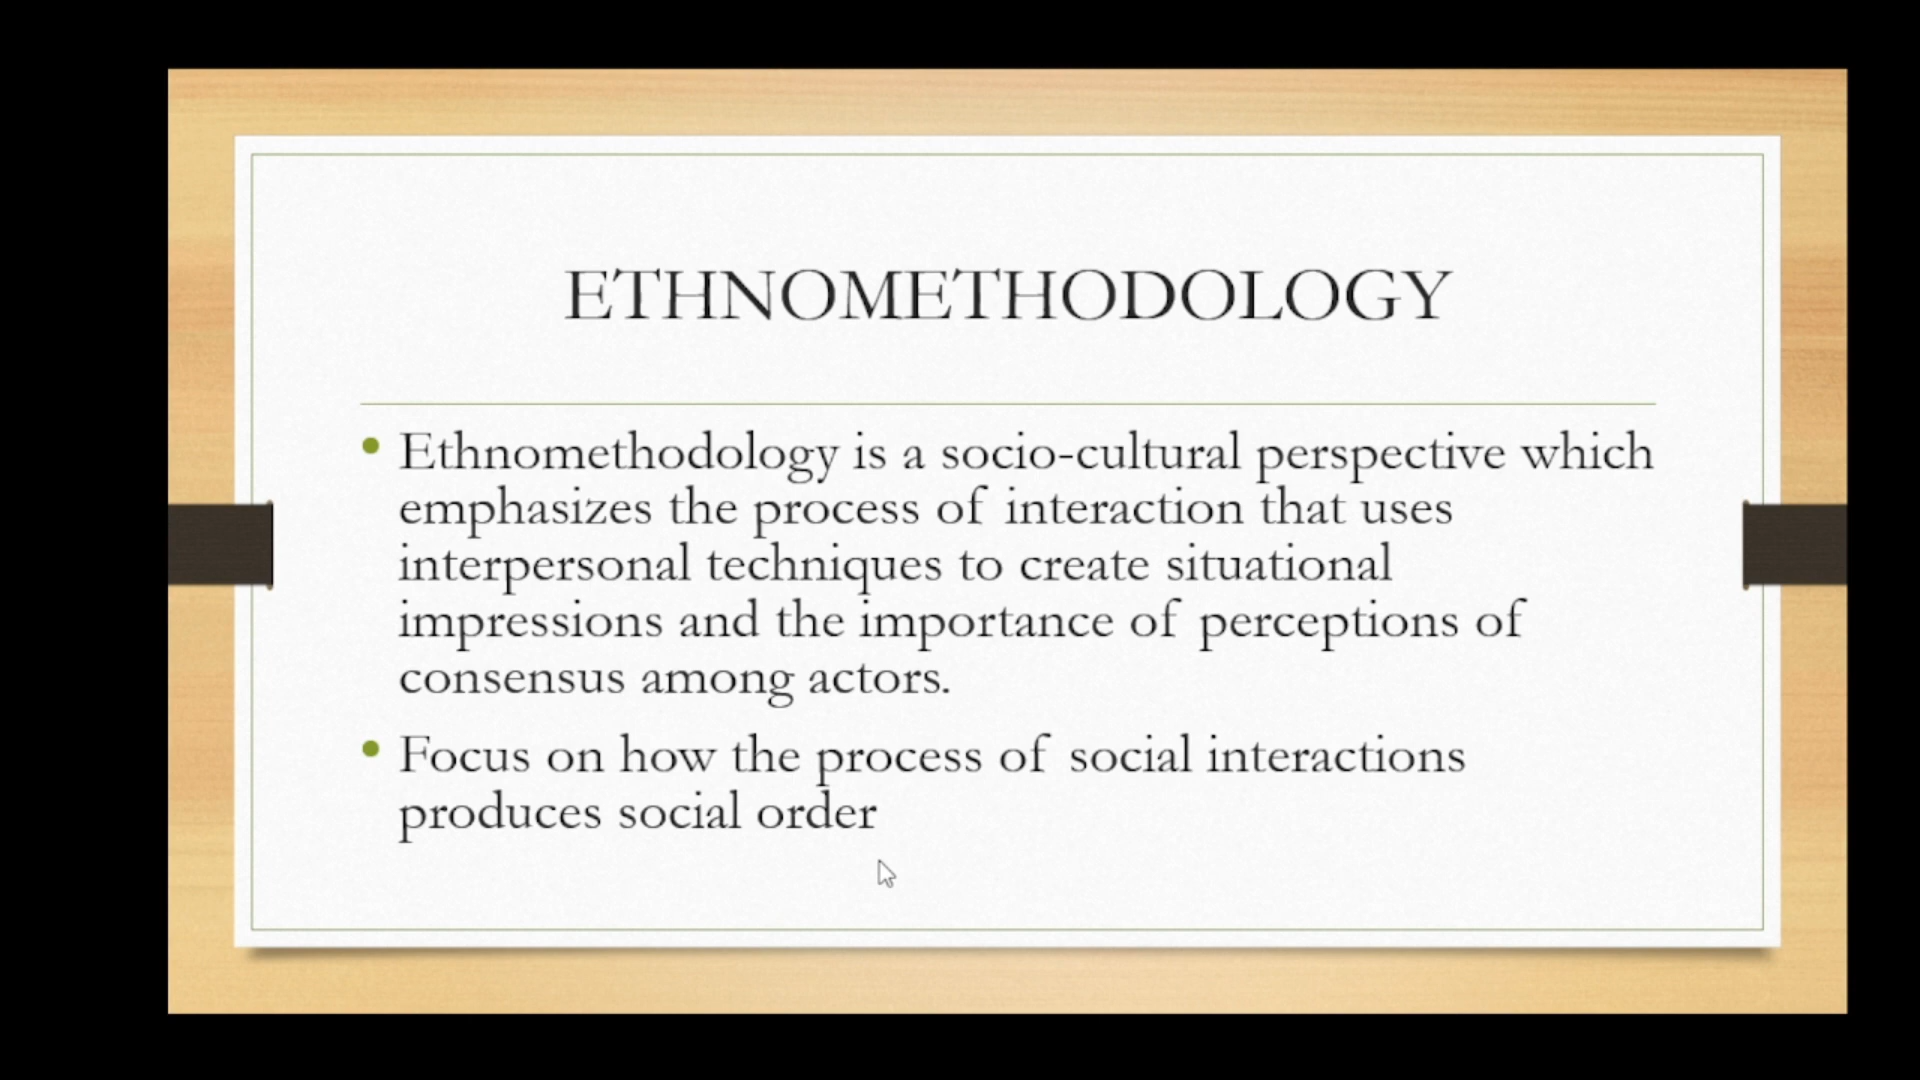 ETHNOMETHODOLOGY
• Ethnomethodology is a socio-cultural perspective which
emphasizes the process of interaction that uses
interpersonal techniques to create situational
impressions and the importance of perceptions of
consensus among actors.
• Focus on how the process of social interactions
produces social order